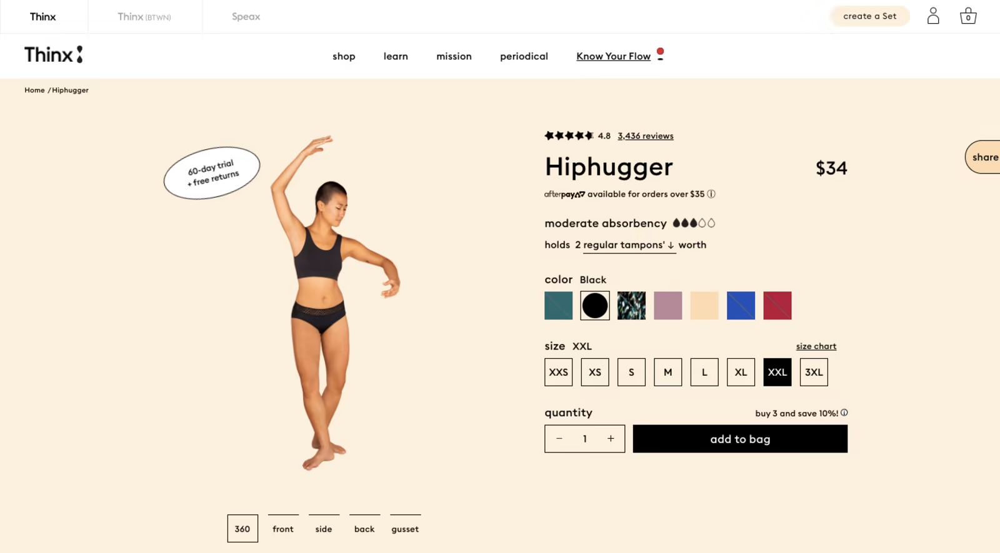 Thinx
Thinx (BTWN)
Speax
create a Set
0
Thinx
shop
learn
mission
periodical
Know Your Flow
Home / Hiphugger
60-day trial
+ free returns
4.8 3,436 reviews
Hiphugger
$34
share
afterpay available for orders over $35
moderate absorbency
holds 2 regular tampons' ↓ worth
color Black
size XXL
size chart
XXS
XS
S
M
L
XL
XXL
3XL
quantity
buy 3 and save 10%!
− 1 +
add to bag
360
front
side
back
gusset